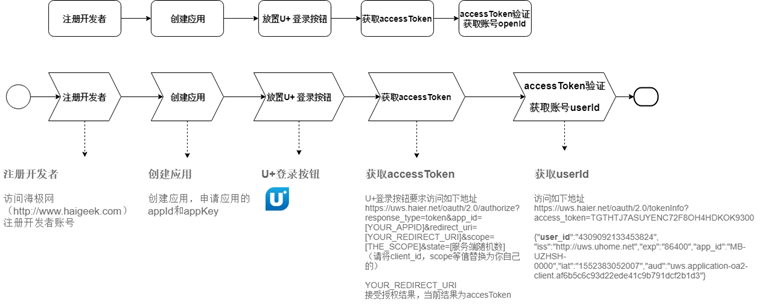 注册开发者
创建应用
放置U+ 登录按钮
获取accessToken
accessToken验证
获取账号openid
注册开发者
创建应用
放置U+ 登录按钮
获取accessToken
accessToken验证
获取账号userId
注册开发者
访问海极网
（http://www.haigeek.com）
注册开发者账号
创建应用
创建应用，申请应用的
appId和appKey
U+登录按钮
U+
获取accessToken
U+登录按钮要求访问如下地址
https://uws.haier.net/oauth/2.0/authorize?
response_type=token&app_id=
[YOUR_APPID]&redirect_uri=
[YOUR_REDIRECT_URI]&scope=
[THE_SCOPE]&state=[服务端随机数]
（请将client_id，scope等值替换为你自己
的）
YOUR_REDIRECT_URI
接受授权结果，当前结果为accesToken
获取userId
访问如下地址
https://uws.haier.net/oauth/2.0/tokenInfo?
access_token=TGTHTJ7ASUYENC72F8OH4HDKOK9300
{"user_id":"4309092133453824",
"iss":"http://uws.uhome.net","exp":"86400","app_id":"MB-
UZHSH-
0000","iat":"1552383052007","aud":"uws.application-oa2-
client.af6b5c6c93d22ede41c9b791dcf2b1d3"}